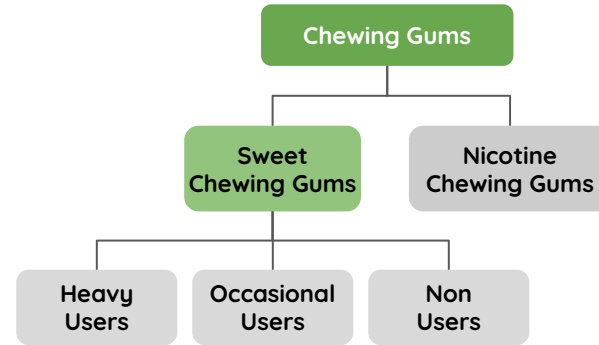 Chewing Gums
Sweet
Chewing Gums
Nicotine
Chewing Gums
Heavy
Users
Occasional
Users
Non
Users